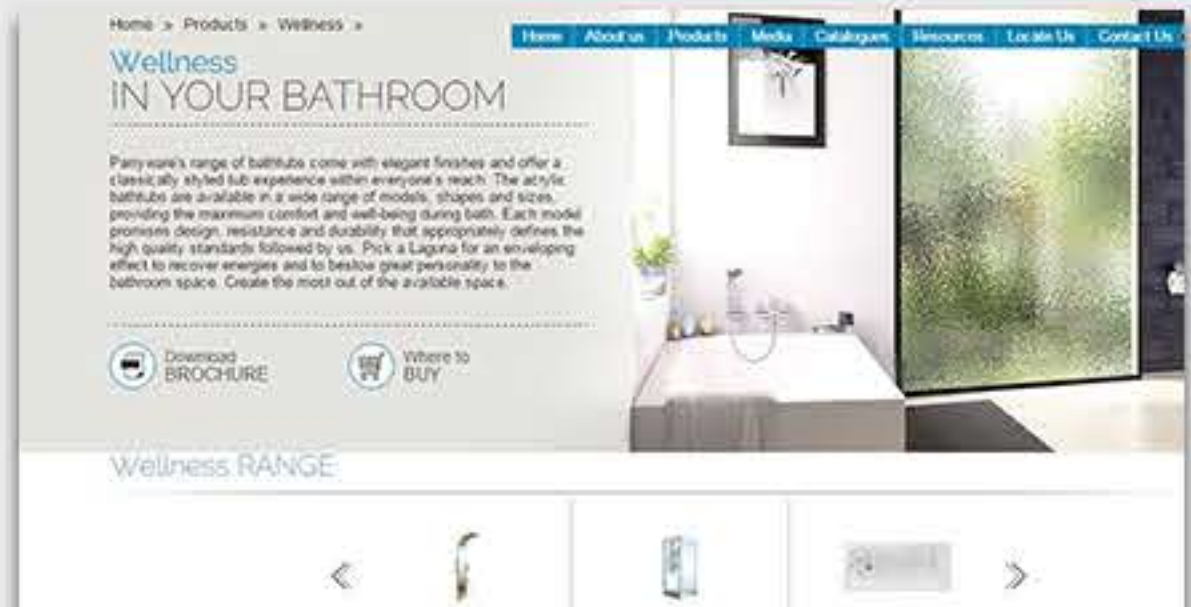 Home » Products » Wellness »
Home About us Products Media Catalogues Resources Locate Us Contact Us
Wellness
IN YOUR BATHROOM
Parryware's range of bathtubs come with elegant finishes and offer a
classically styled tub experience within everyone's reach. The acrylic
bathtubs are available in a wide range of models, shapes and sizes,
providing the maximum comfort and well-being during bath. Each model
promises design, resistance and durability that appropriately defines the
high quality standards followed by us. Pick a Laguna for an enveloping
effect to recover energies and to bestow great personality to the
bathroom space. Create the most out of the available space.
Download
BROCHURE
Where to
BUY
Wellness RANGE